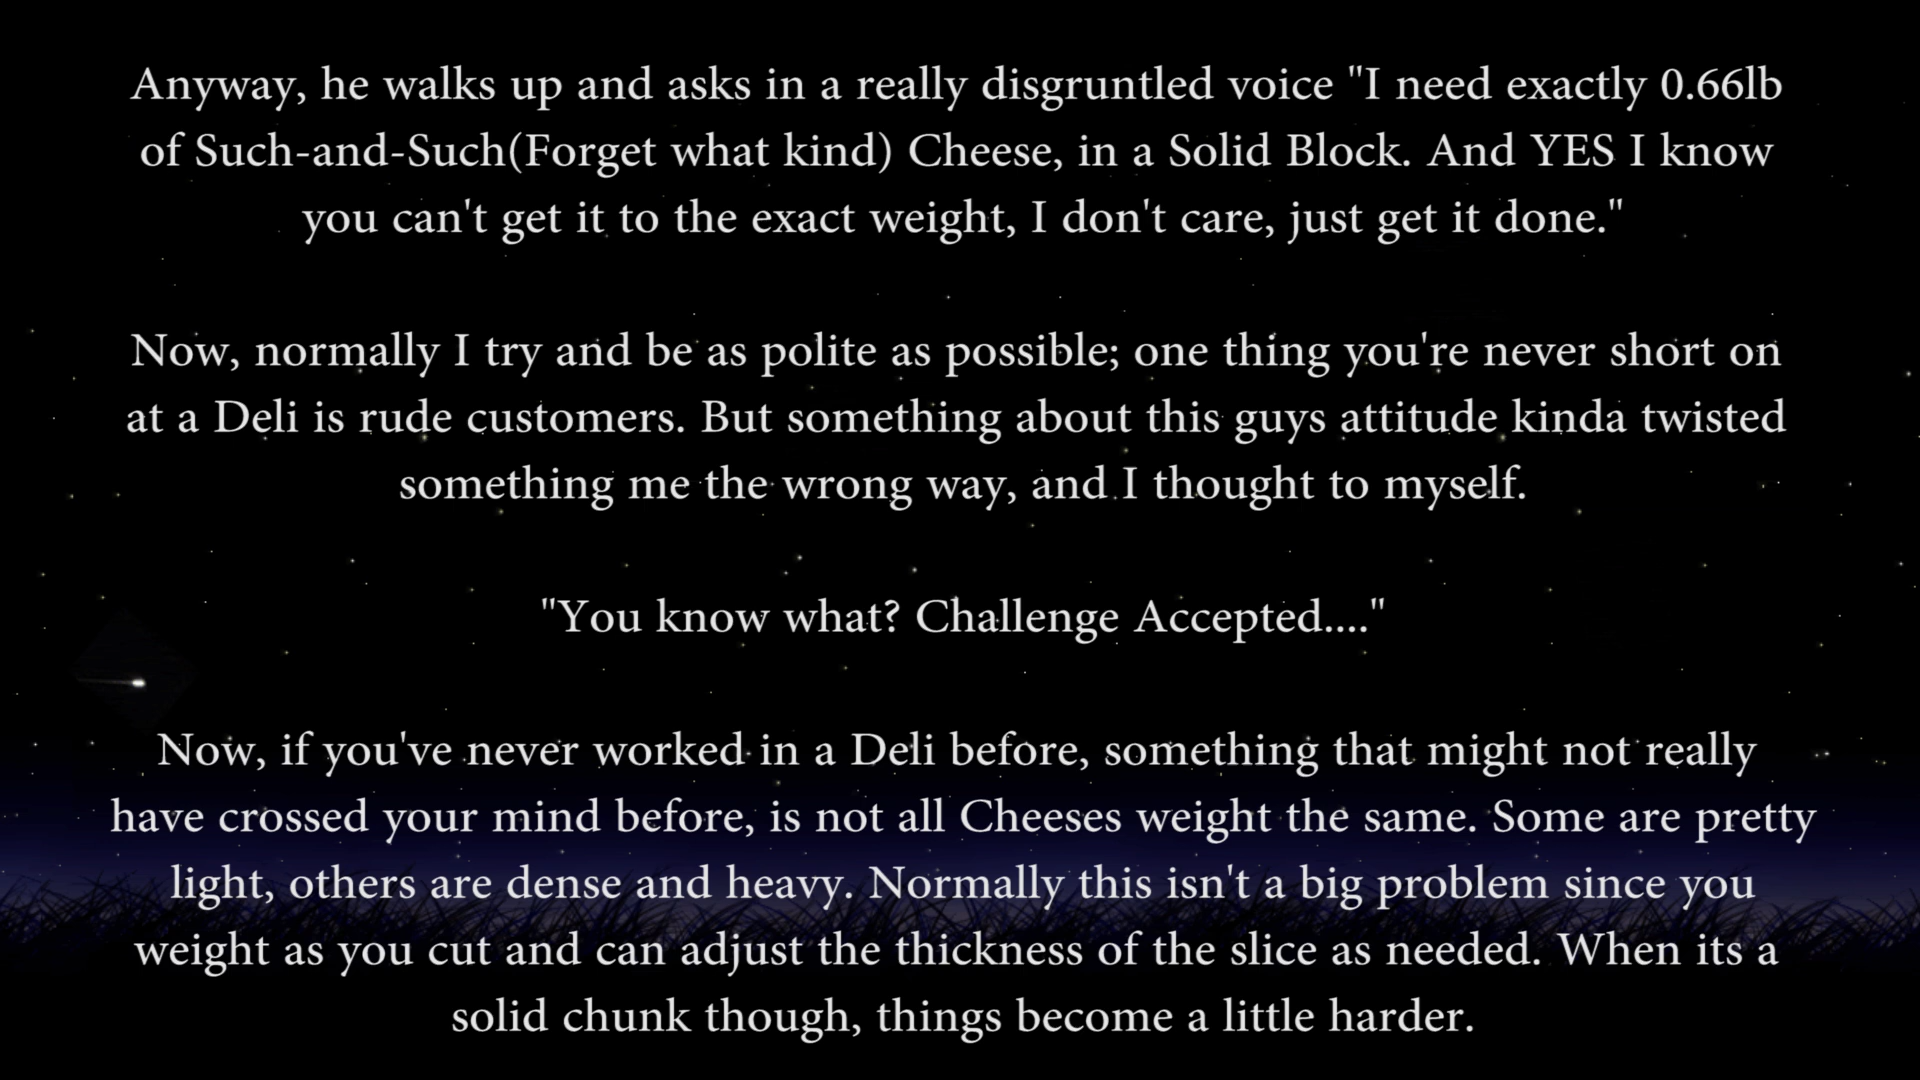 Anyway, he walks up and asks in a really disgruntled voice "I need exactly 0.66lb
of Such-and-Such(Forget what kind) Cheese, in a Solid Block. And YES I know
you can't get it to the exact weight, I don't care, just get it done."
Now, normally I try and be as polite as possible; one thing you're never short on
at a Deli is rude customers. But something about this guys attitude kinda twisted
something me the wrong way, and I thought to myself.
"You know what? Challenge Accepted...."
Now, if you've never worked in a Deli before, something that might not really
have crossed your mind before, is not all Cheeses weight the same. Some are pretty
light, others are dense and heavy. Normally this isn't a big problem since you
weight as you cut and can adjust the thickness of the slice as needed. When its a
solid chunk though, things become a little harder.